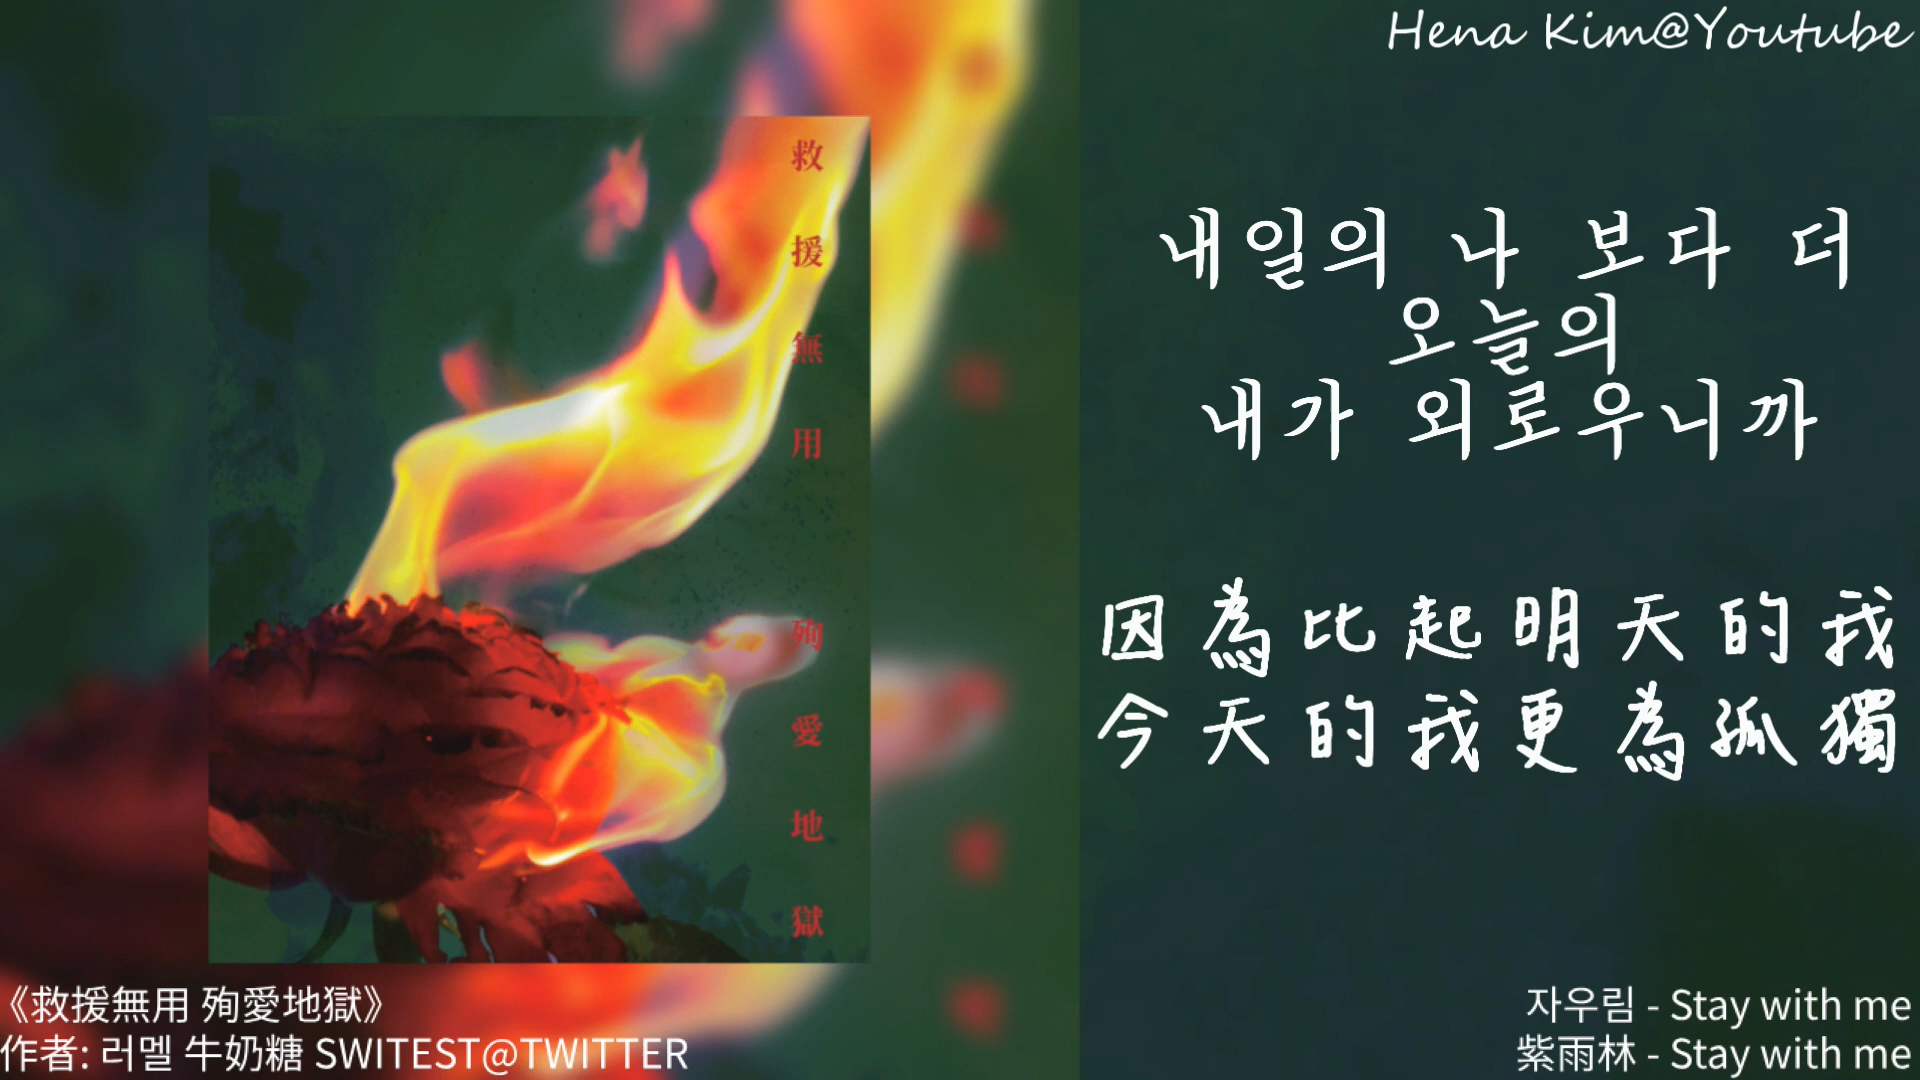 Hena Kim@Youtube
救援無用 殉愛地獄
내일의 나 보다 더
오늘의
내가 외로우니까
因為比起明天的我
今天的我更為孤獨
《救援無用 殉愛地獄》
作者: 러멜 牛奶糖 SWITEST@TWITTER
자우림 - Stay with me
紫雨林 - Stay with me